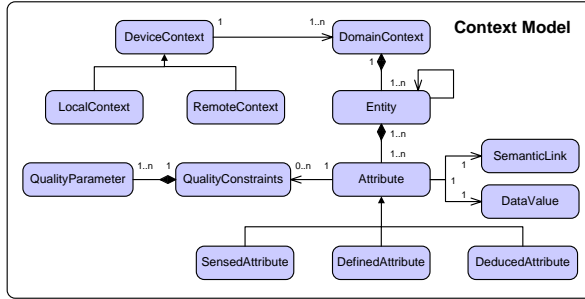 Context Model
DeviceContext
1
1..n
DomainContext
1
1..n
LocalContext
RemoteContext
Entity
1..n
1..n
QualityParameter
1..n
1
QualityConstraints
0..n
1
Attribute
1
1
1
SemanticLink
DataValue
SensedAttribute
DefinedAttribute
DeducedAttribute